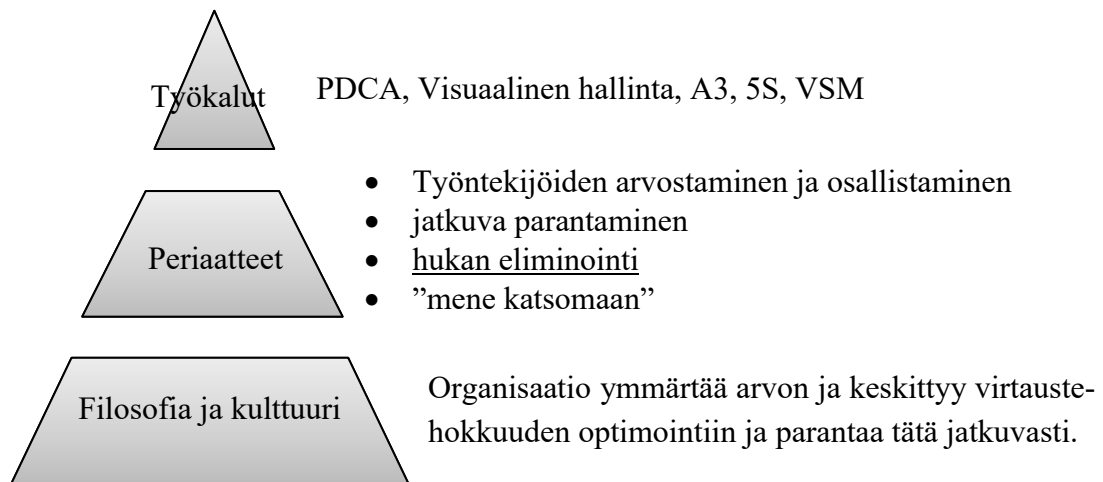 Työkalut
PDCA, Visuaalinen hallinta, A3, 5S, VSM
Periaatteet
• Työntekijöiden arvostaminen ja osallistaminen
• jatkuva parantaminen
• hukan eliminointi
• ”mene katsomaan”
Filosofia ja kulttuuri
Organisaatio ymmärtää arvon ja keskittyy virtauste-
hokkuuden optimointiin ja parantaa tätä jatkuvasti.